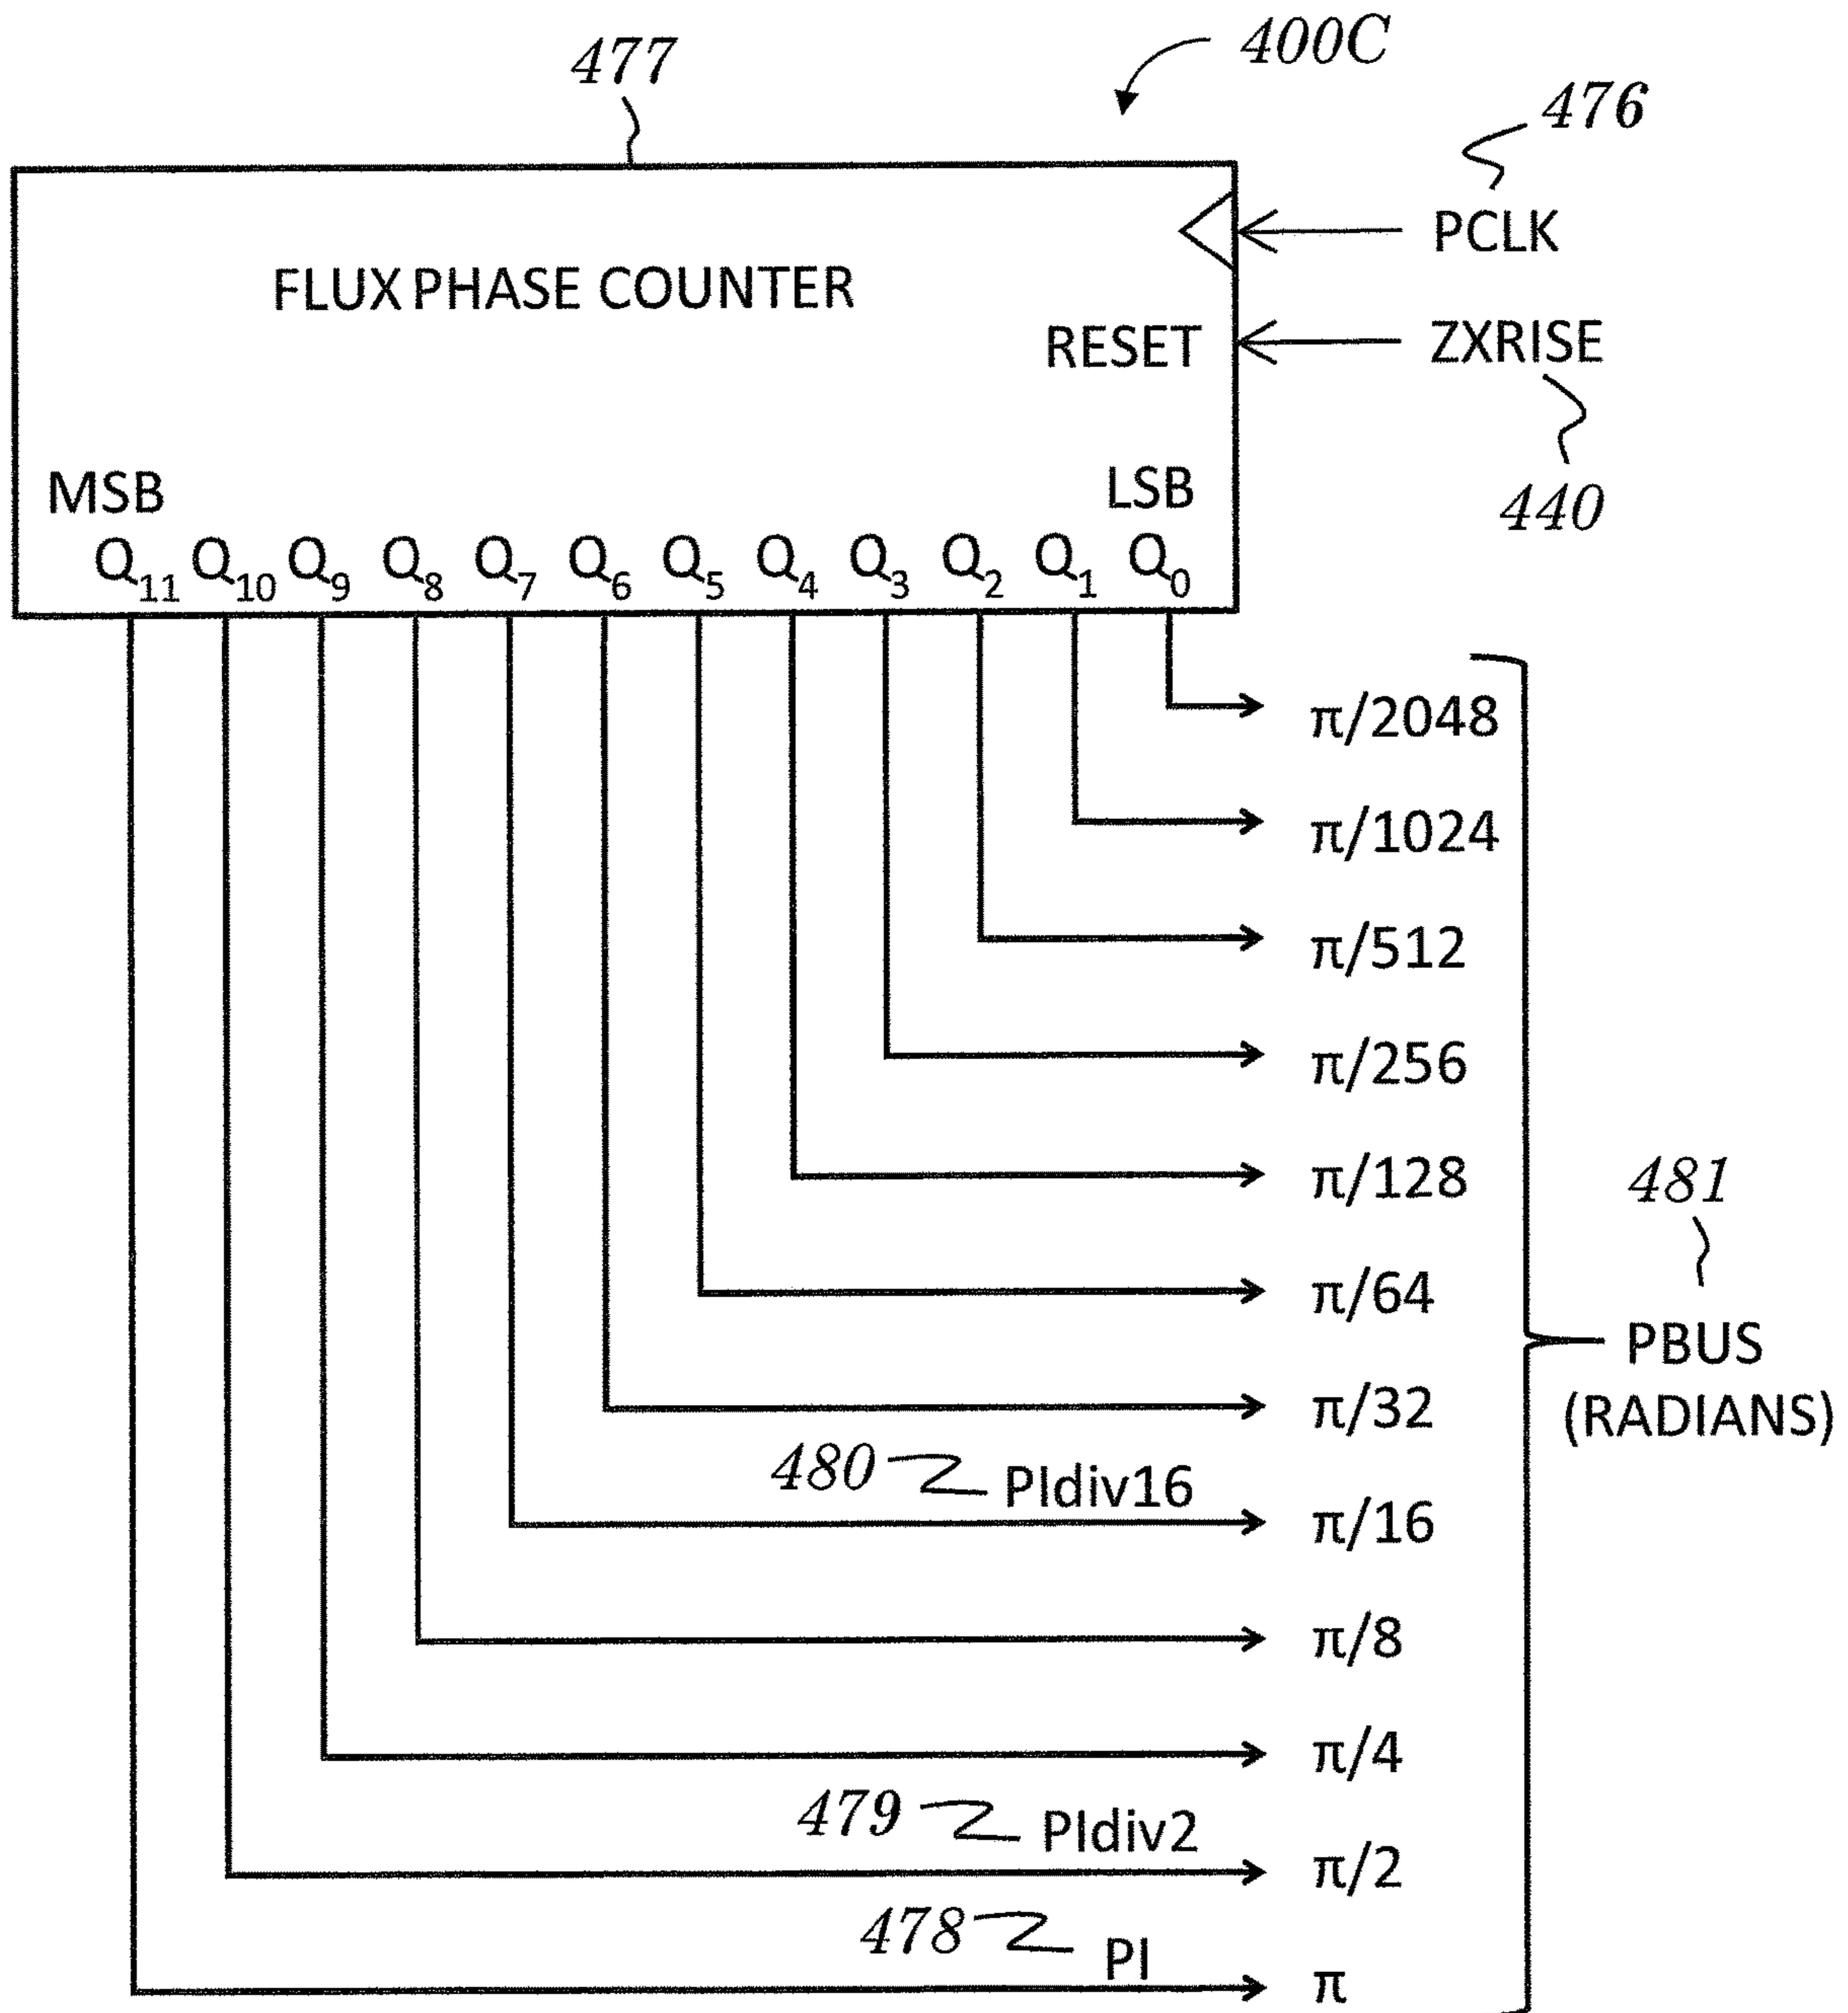 477
400C
476
PCLK
FLUX PHASE COUNTER
RESET
ZXRISE
440
MSB
LSB
Q11 Q10 Q9 Q8 Q7 Q6 Q5 Q4 Q3 Q2 Q1 Q0
π/2048
π/1024
π/512
π/256
π/128
481
π/64
PBUS
(RADIANS)
π/32
480
PIdiv16
π/16
π/8
π/4
479
PIdiv2
π/2
478
PI
π